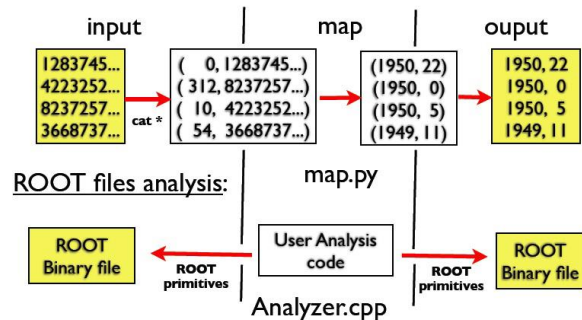 input
map
ouput
1283745...
4223252...
8237257...
3668737...
cat *
( 0, 1283745...)
( 312, 8237257...)
( 10, 4223252...)
( 54, 3668737...)
(1950, 22)
(1950, 0)
(1950, 5)
(1949, 11)
1950, 22
1950, 0
1950, 5
1949, 11
map.py
ROOT files analysis:
ROOT
Binary file
ROOT
primitives
User Analysis
code
ROOT
primitives
ROOT
Binary file
Analyzer.cpp